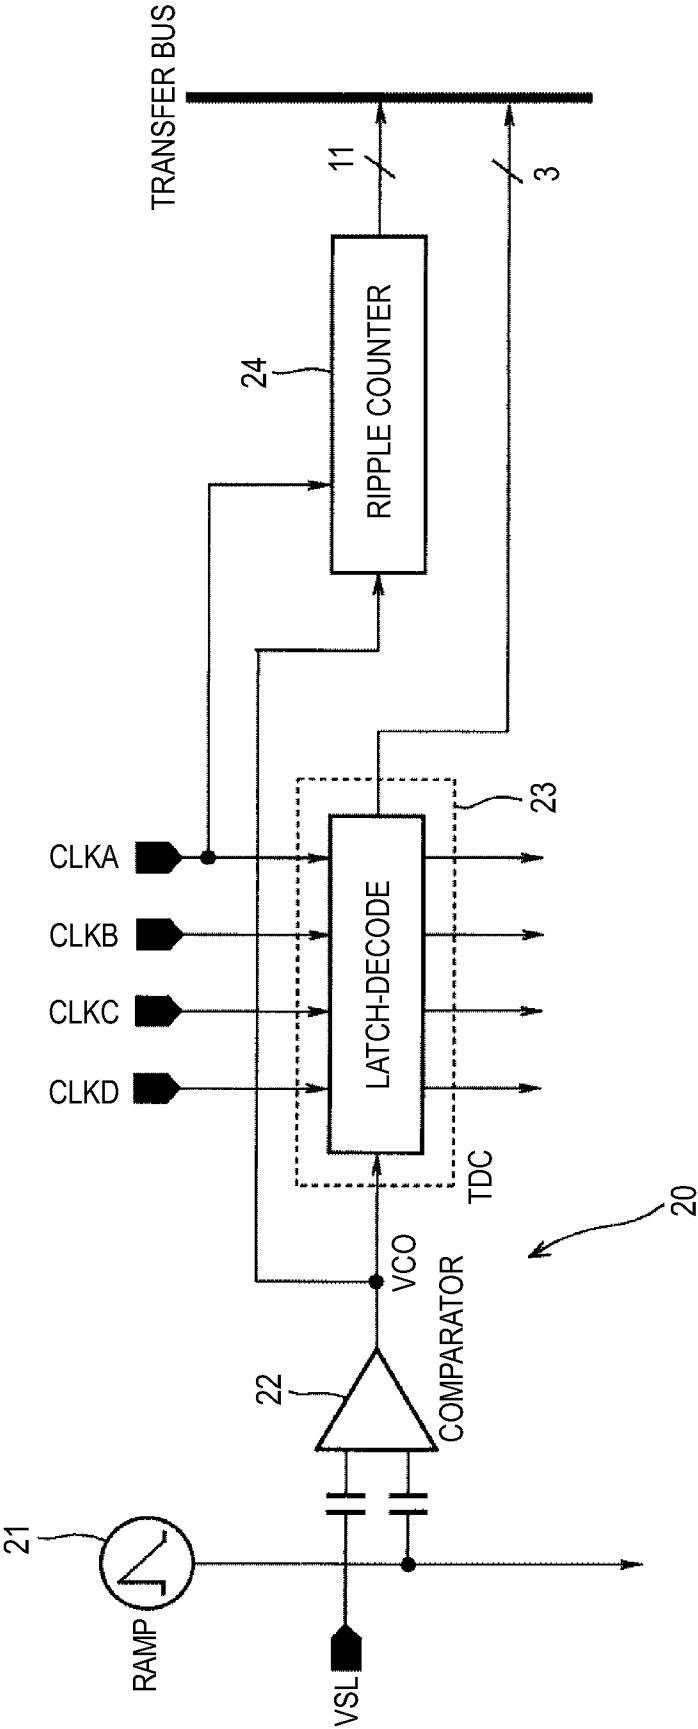 21
RAMP
VSL
22
COMPARATOR
VCO
20
TDC
23
CLKD
CLKC
CLKB
CLKA
LATCH-DECODE
24
RIPPLE COUNTER
11
3
TRANSFER BUS